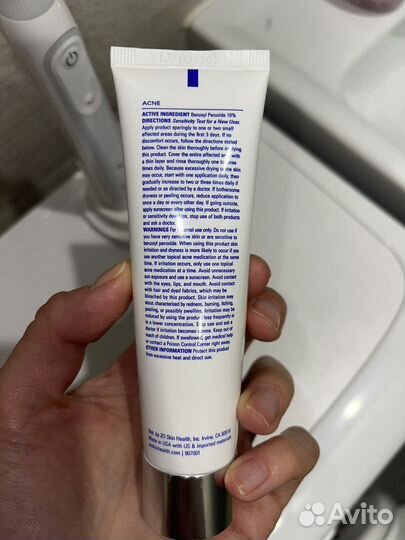 ACNE
ACTIVE INGREDIENT Benzoyl Peroxide 10%
DIRECTIONS Sensitivity Test for a New User.
Apply product sparingly to one or two small
affected areas during the first 3 days. If no
discomfort occurs, follow the directions stated
below. Clean the skin thoroughly before applying
this product. Cover the entire affected area with
a thin layer and rinse thoroughly one to three
times daily. Because excessive drying of the skin
may occur, start with one application daily, then
gradually increase to two or three times daily if
needed or as directed by a doctor. If bothersome
dryness or peeling occurs, reduce application to
once a day or every other day. If going outside,
apply sunscreen after using this product. If irritation
or sensitivity develops, stop use of both products
and ask a doctor.
WARNINGS For external use only. Do not use if
you have very sensitive skin or are sensitive to
benzoyl peroxide. When using this product skin
irritation and dryness is more likely to occur if you
use another topical acne medication at the same
time. If irritation occurs, only use one topical
acne medication at a time. Avoid unnecessary
sun exposure and use a sunscreen. Avoid contact
with the eyes, lips, and mouth. Avoid contact
with hair and dyed fabrics, which may be
bleached by this product. Skin irritation may
occur, characterized by redness, burning, itching,
peeling, or possibly swelling. Irritation may be
reduced by using the product less frequently or
in a lower concentration. Stop use and ask a
doctor if irritation becomes severe. Keep out of
reach of children. If swallowed, get medical help
or contact a Poison Control Center right away.
OTHER INFORMATION Protect this product
from excessive heat and direct sun.
Dist. by ZO Skin Health, Inc. Irvine, CA 92618
Made in USA with US & imported materials
zoskinhealth.com | 907001
Avito